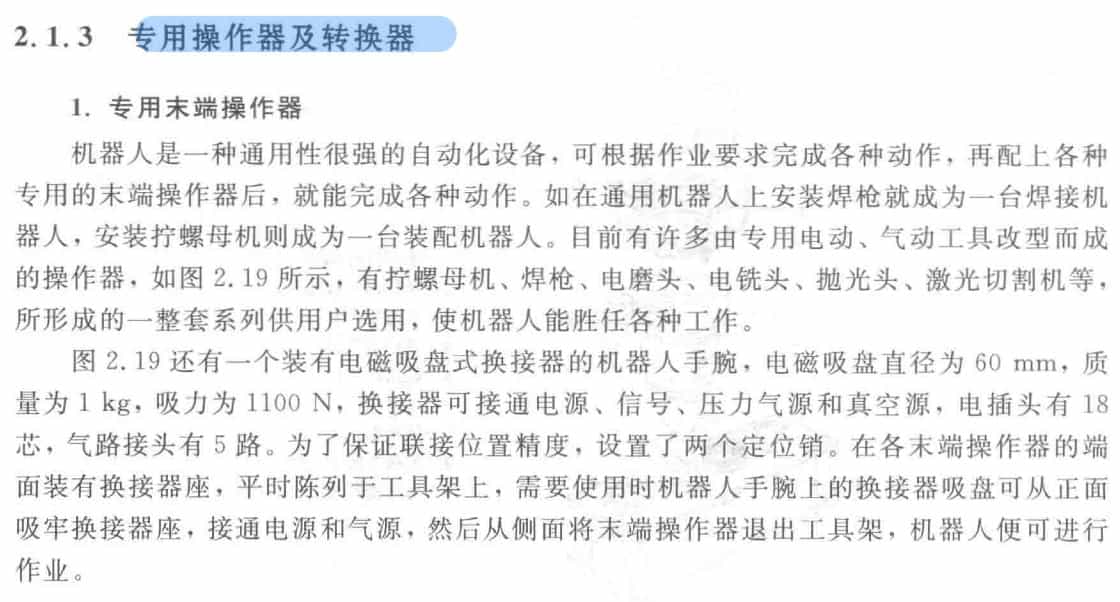 2.1.3 专用操作器及转换器
1. 专用末端操作器
机器人是一种通用性很强的自动化设备，可根据作业要求完成各种动作，再配上各种
专用的末端操作器后，就能完成各种动作。如在通用机器人上安装焊枪就成为一台焊接机
器人，安装拧螺母机则成为一台装配机器人。目前有许多由专用电动、气动工具改型而成
的操作器，如图 2.19 所示，有拧螺母机、焊枪、电磨头、电铣头、抛光头、激光切割机等，
所形成的一整套系列供用户选用，使机器人能胜任各种工作。
图 2.19 还有一个装有电磁吸盘式换接器的机器人手腕，电磁吸盘直径为 60 mm，质
量为 1 kg，吸力为 1100 N，换接器可接通电源、信号、压力气源和真空源，电插头有 18
芯，气路接头有 5 路。为了保证联接位置精度，设置了两个定位销。在各末端操作器的端
面装有换接器座，平时陈列于工具架上，需要使用时机器人手腕上的换接器吸盘可从正面
吸牢换接器座，接通电源和气源，然后从侧面将末端操作器退出工具架，机器人便可进行
作业。